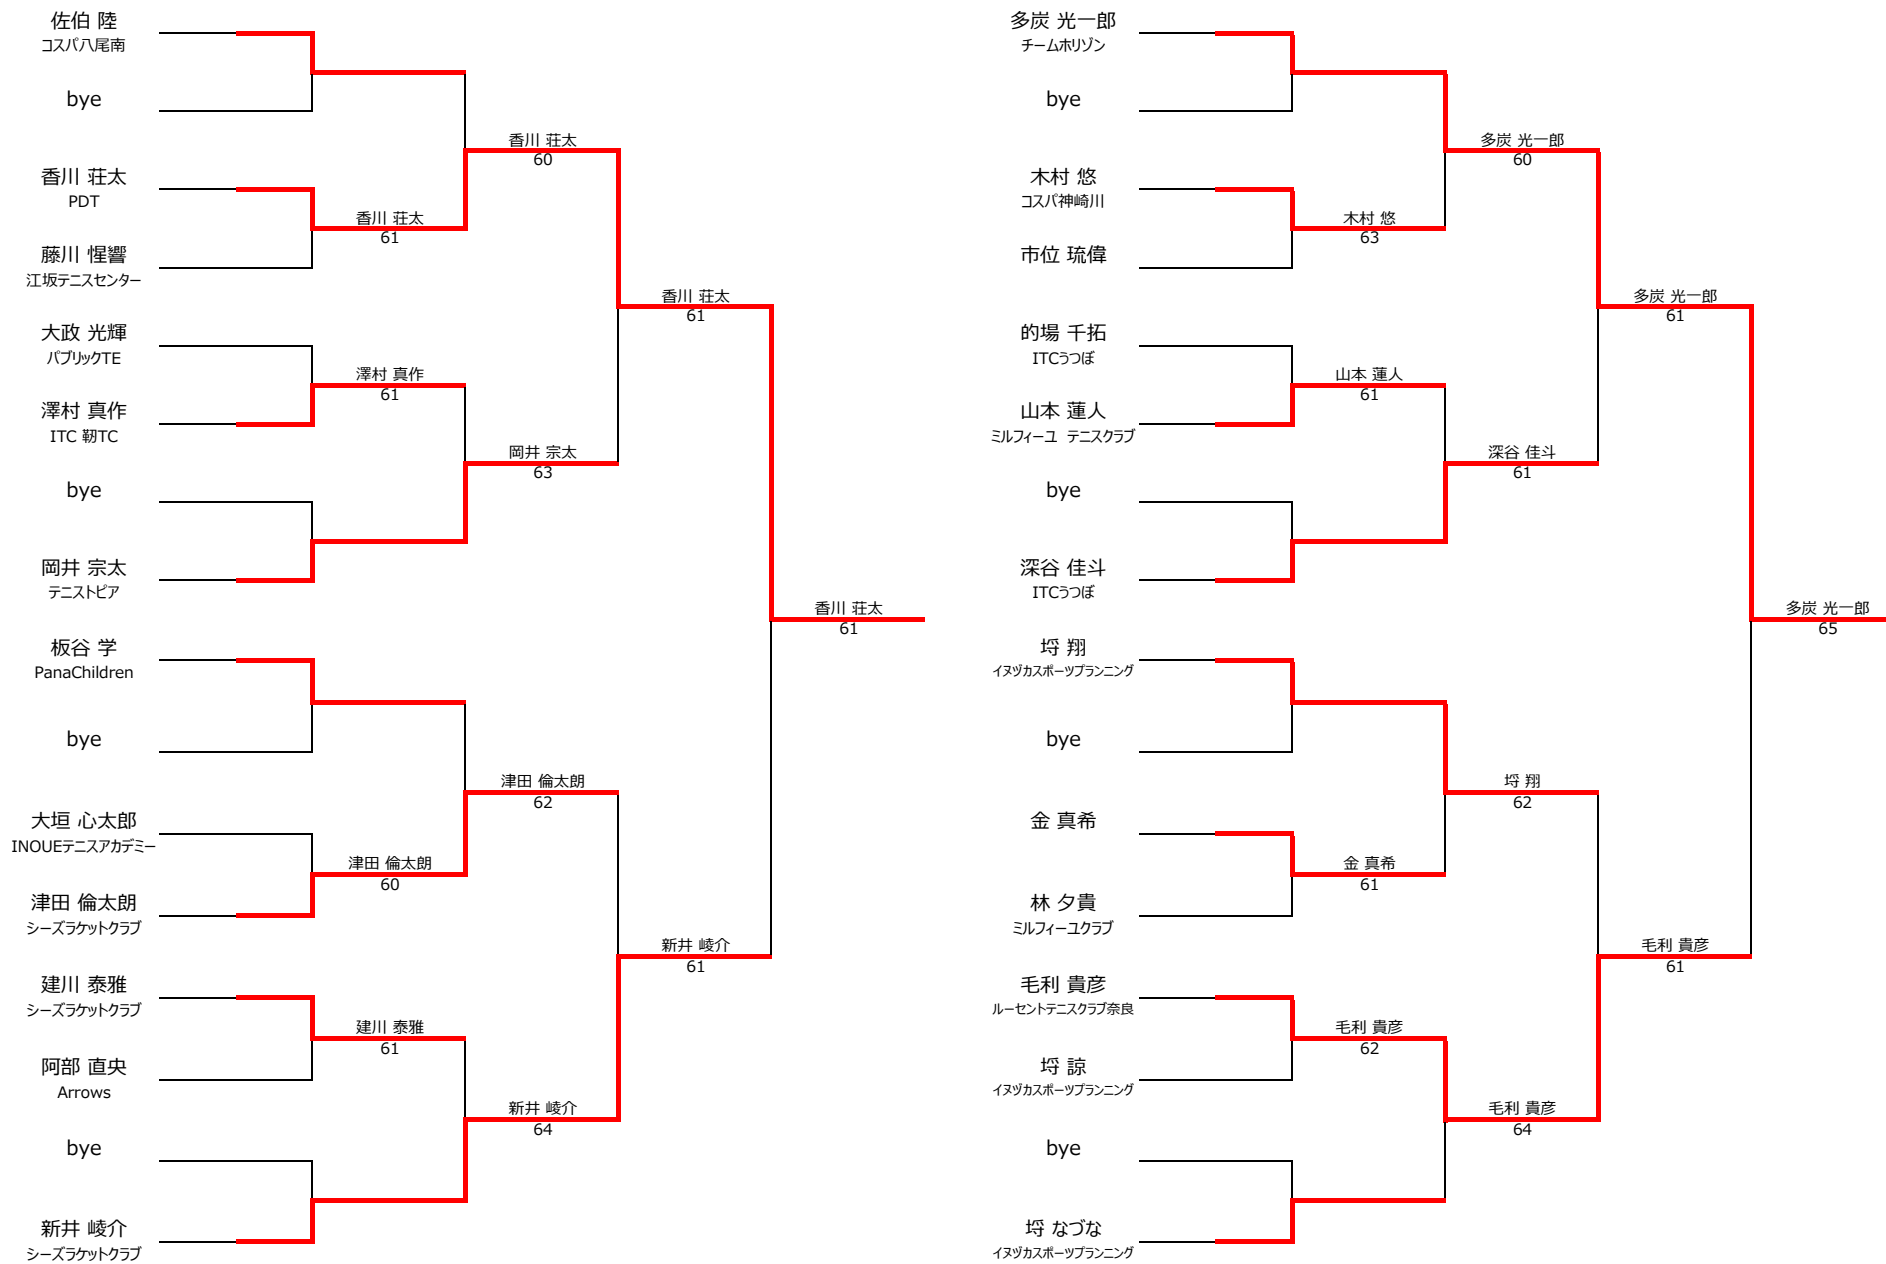 佐伯 陸
コスパ八尾南
bye
香川 荘太
PDT
藤川 惺響
江坂テニスセンター
大政 光輝
パブリックTE
澤村 真作
ITC 靭TC
bye
岡井 宗太
テニストピア
板谷 学
PanaChildren
bye
大垣 心太郎
INOUEテニスアカデミー
津田 倫太朗
シーズラケットクラブ
建川 泰雅
シーズラケットクラブ
阿部 直央
Arrows
bye
新井 崚介
シーズラケットクラブ
香川 荘太
61
澤村 真作
61
津田 倫太朗
60
建川 泰雅
61
香川 荘太
60
岡井 宗太
63
津田 倫太朗
62
新井 崚介
64
香川 荘太
61
新井 崚介
61
香川 荘太
61
多炭 光一郎
チームホリゾン
bye
木村 悠
コスパ神崎川
市位 琉偉
的場 千拓
ITCうつぼ
山本 蓮人
ミルフィーユ テニスクラブ
bye
深谷 佳斗
ITCうつぼ
埒 翔
イヌヅカスポーツプランニング
bye
金 真希
林 夕貴
ミルフィーユクラブ
毛利 貴彦
ルーセントテニスクラブ奈良
埒 諒
イヌヅカスポーツプランニング
bye
埒 なづな
イヌヅカスポーツプランニング
木村 悠
63
山本 蓮人
61
金 真希
61
毛利 貴彦
62
多炭 光一郎
60
深谷 佳斗
61
埒 翔
62
毛利 貴彦
64
多炭 光一郎
61
毛利 貴彦
61
多炭 光一郎
65